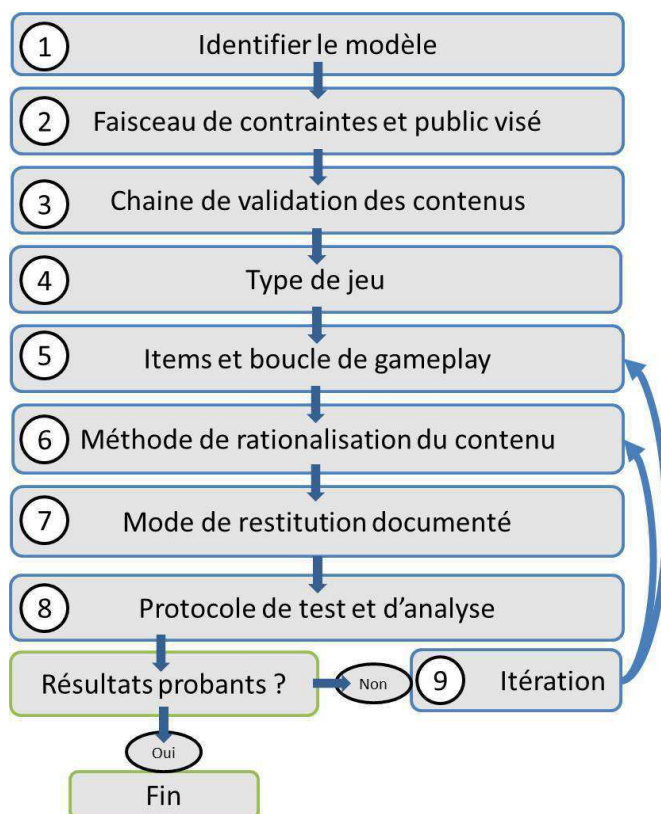 1 Identifier le modèle
2 Faisceau de contraintes et public visé
3 Chaine de validation des contenus
4 Type de jeu
5 Items et boucle de gameplay
6 Méthode de rationalisation du contenu
7 Mode de restitution documenté
8 Protocole de test et d'analyse
Résultats probants ? Non 9 Itération
Oui
Fin